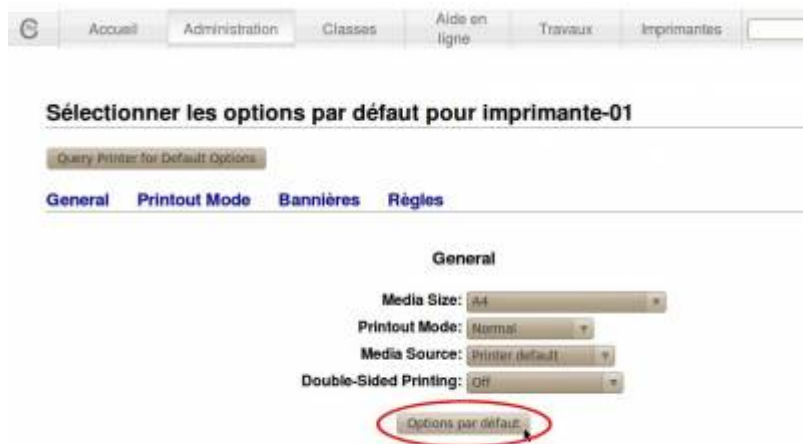 Accueil Administration Classes Aide en ligne Travaux Imprimantes
Sélectionner les options par défaut pour imprimante-01
Query Printer for Default Options
General Printout Mode Bannières Règles
General
Media Size: A4
Printout Mode: Normal
Media Source: Printer default
Double-Sided Printing: Off
Options par défaut